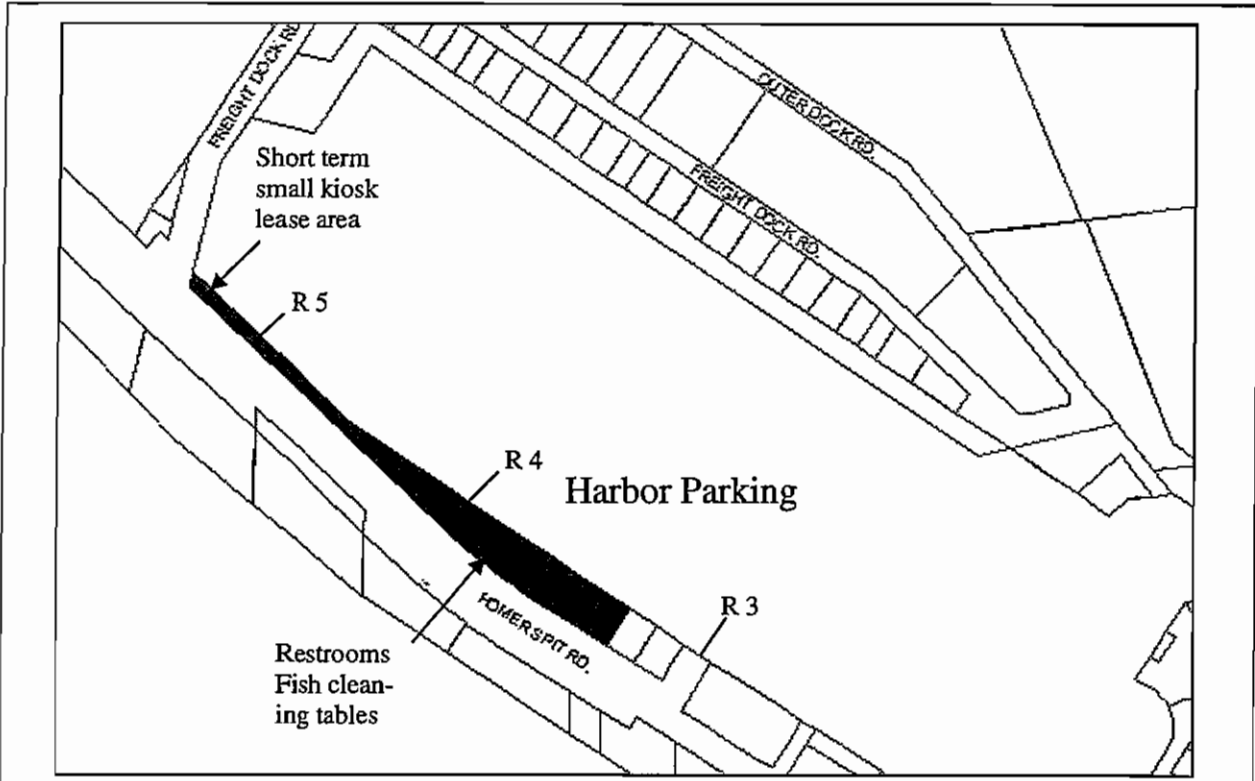 FREIGHT DOCK RD
OUTER DOCK RD.
Short term
small kiosk
lease area
FREIGHT DOCK RD.
R 5
R 4
Harbor Parking
R 3
HOMER SPIT RD.
Restrooms
Fish clean-
ing tables